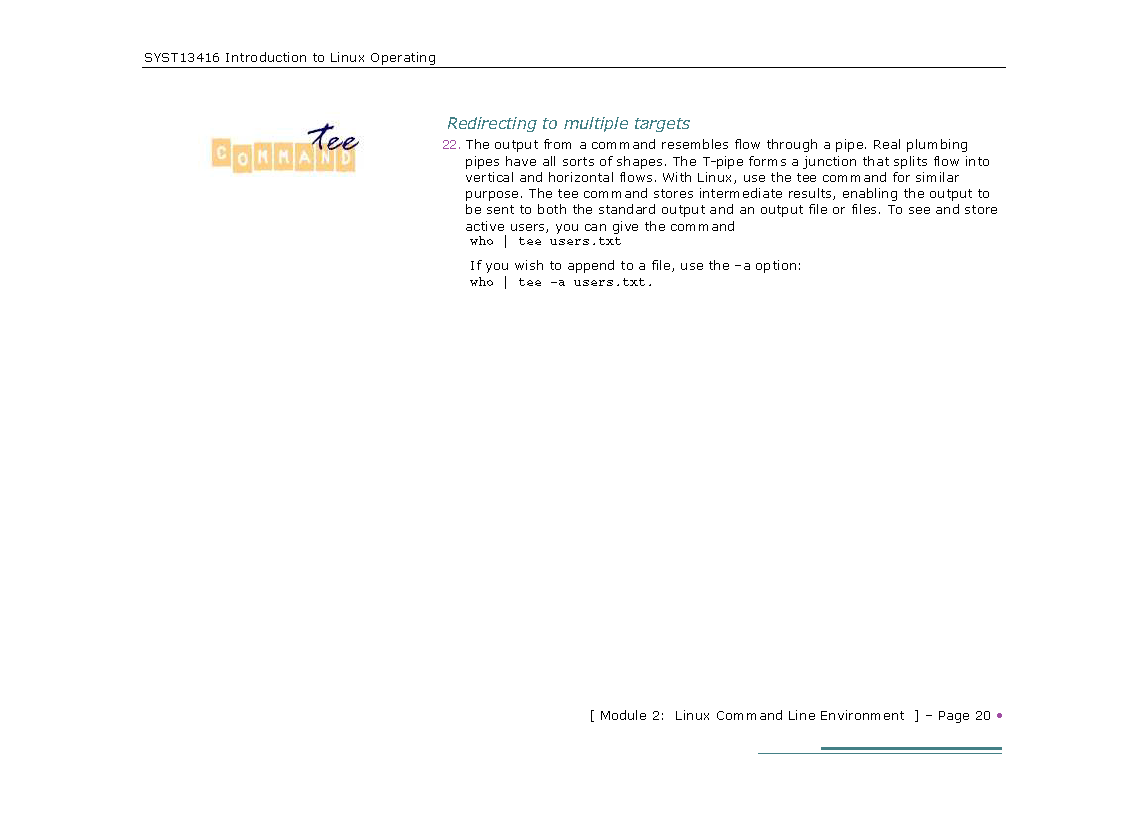 SYST13416 Introduction to Linux Operating
COMMAND tee
Redirecting to multiple targets
22. The output from a command resembles flow through a pipe. Real plumbing
pipes have all sorts of shapes. The T-pipe forms a junction that splits flow into
vertical and horizontal flows. With Linux, use the tee command for similar
purpose. The tee command stores intermediate results, enabling the output to
be sent to both the standard output and an output file or files. To see and store
active users, you can give the command
who | tee users.txt
If you wish to append to a file, use the –a option:
who | tee -a users.txt.
[ Module 2:  Linux Command Line Environment  ] – Page 20 •